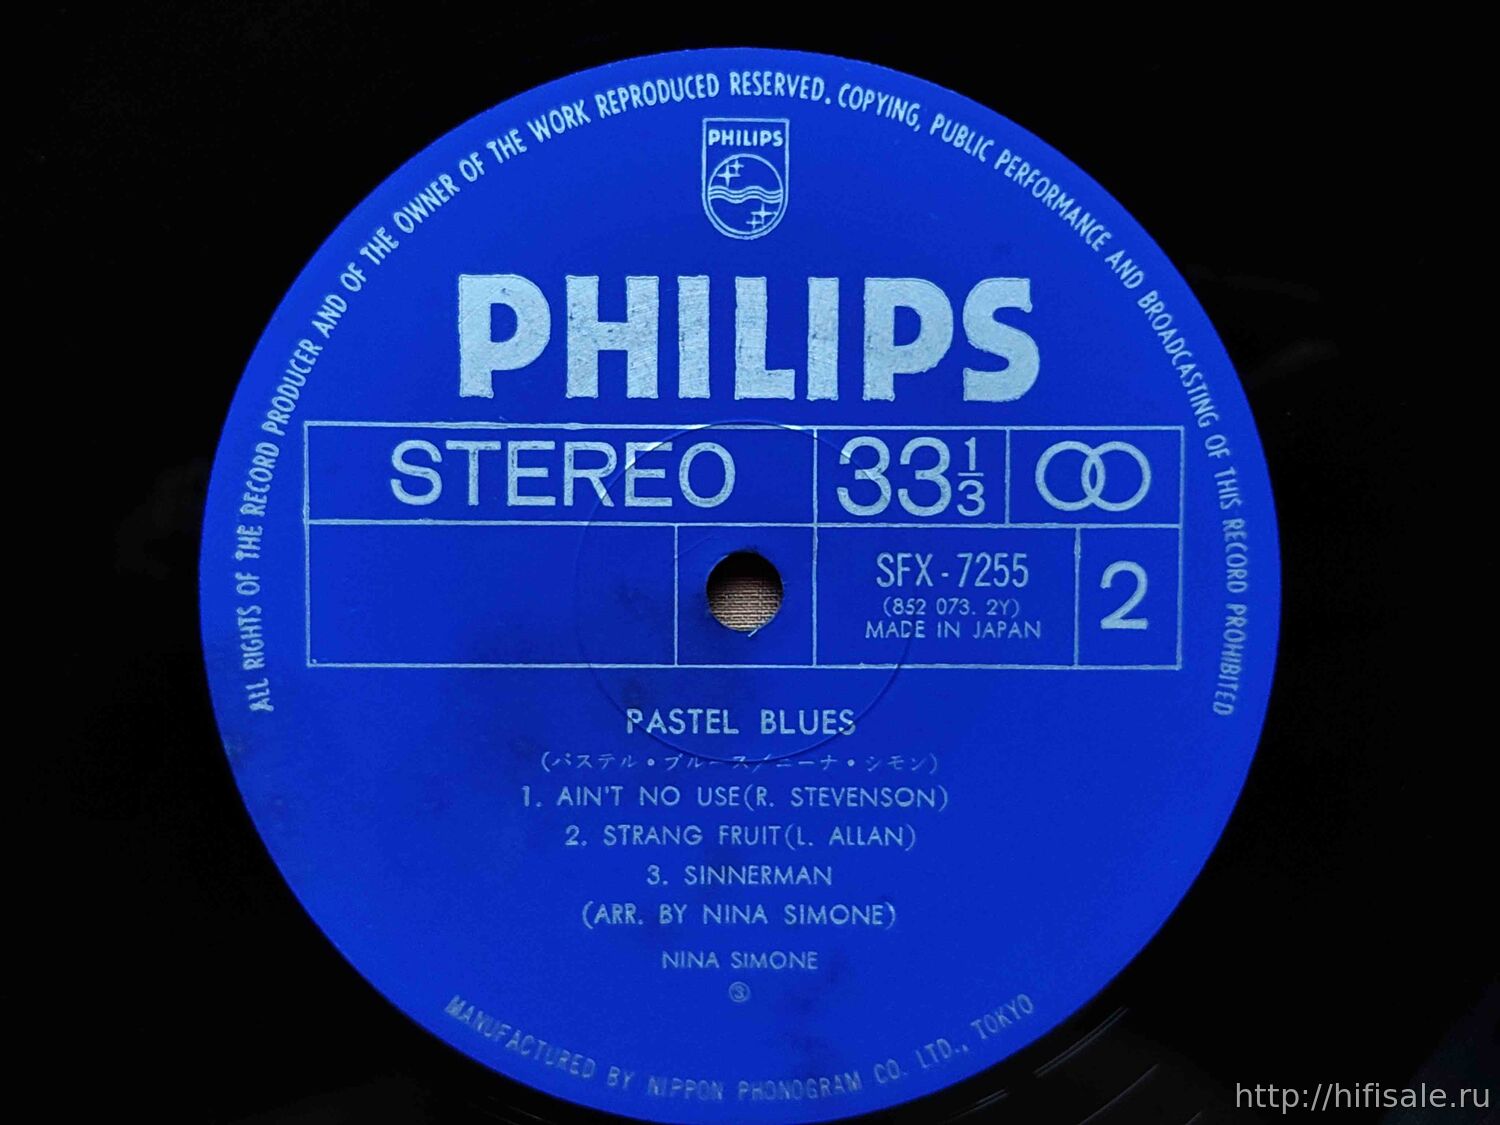 ALL RIGHTS OF THE RECORD PRODUCER AND OF THE OWNER OF THE WORK REPRODUCED RESERVED. COPYING, PUBLIC PERFORMANCE AND BROADCASTING OF THIS RECORD PROHIBITED
PHILIPS
PHILIPS
STEREO 33 1/3
SFX-7255
(852 073. 2Y)
MADE IN JAPAN
2
PASTEL BLUES
(パステル・ブルース/ニーナ・シモン)
1. AIN'T NO USE(R. STEVENSON)
2. STRANG FRUIT(L. ALLAN)
3. SINNERMAN
(ARR. BY NINA SIMONE)
NINA SIMONE
Ⓢ
MANUFACTURED BY NIPPON PHONOGRAM CO. LTD., TOKYO
http://hifisale.ru